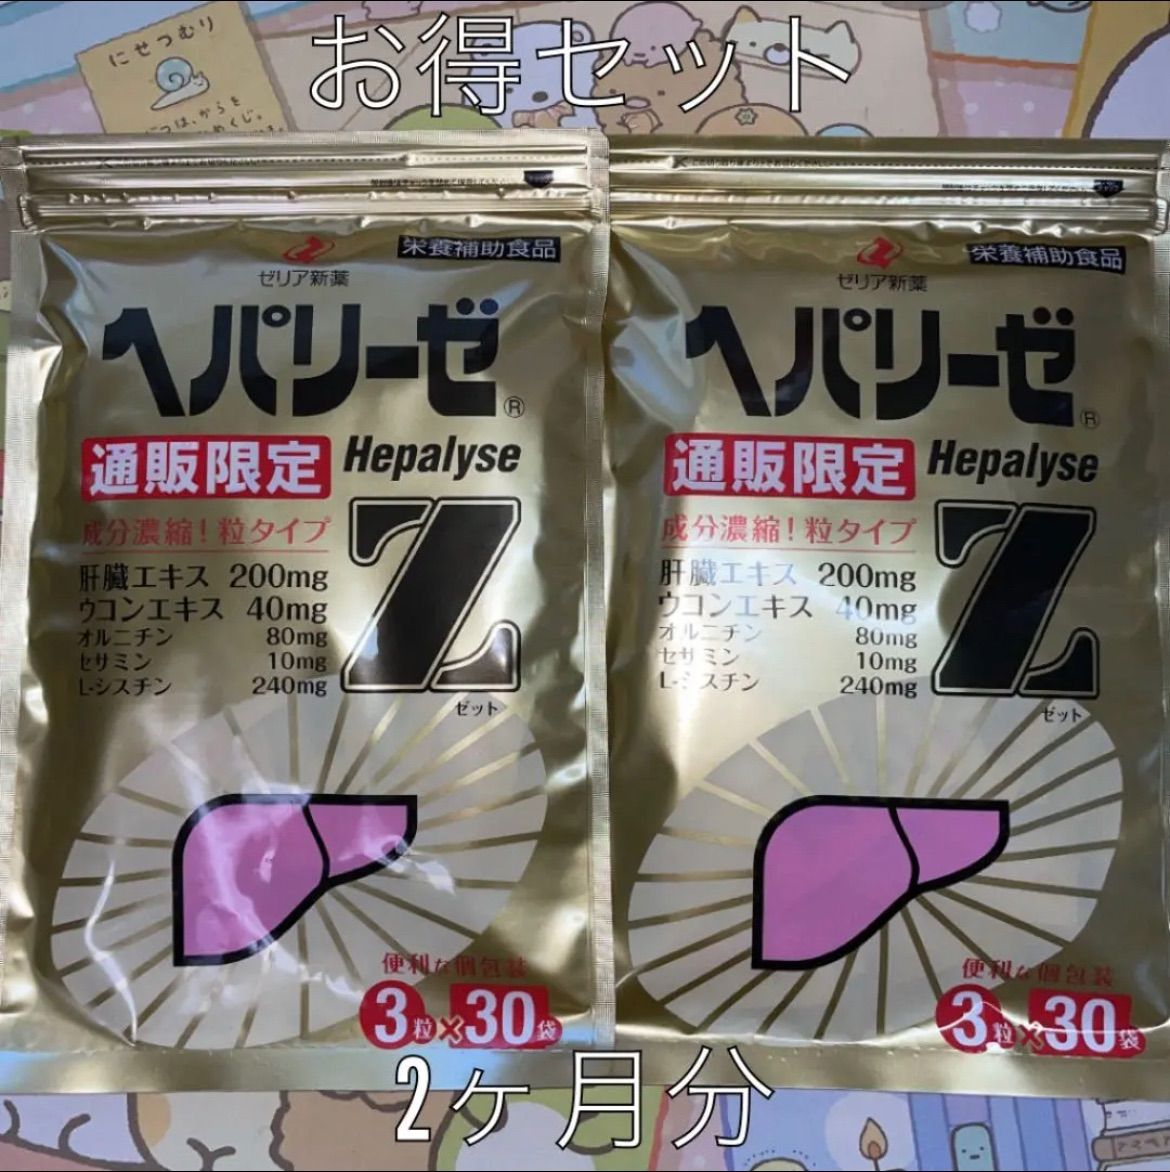 お得セット
にせつむり
栄養補助食品
ゼリア新薬
ヘパリーゼ®
通販限定
Hepalyse
成分濃縮！粒タイプ
肝臓エキス 200mg
ウコンエキス 40mg
オルニチン 80mg
セサミン 10mg
L-シスチン 240mg
Z
ゼット
便利な個包装
3粒×30袋
栄養補助食品
ゼリア新薬
ヘパリーゼ®
通販限定
Hepalyse
成分濃縮！粒タイプ
肝臓エキス 200mg
ウコンエキス 40mg
オルニチン 80mg
セサミン 10mg
L-シスチン 240mg
Z
ゼット
便利な個包装
3粒×30袋
2ヶ月分